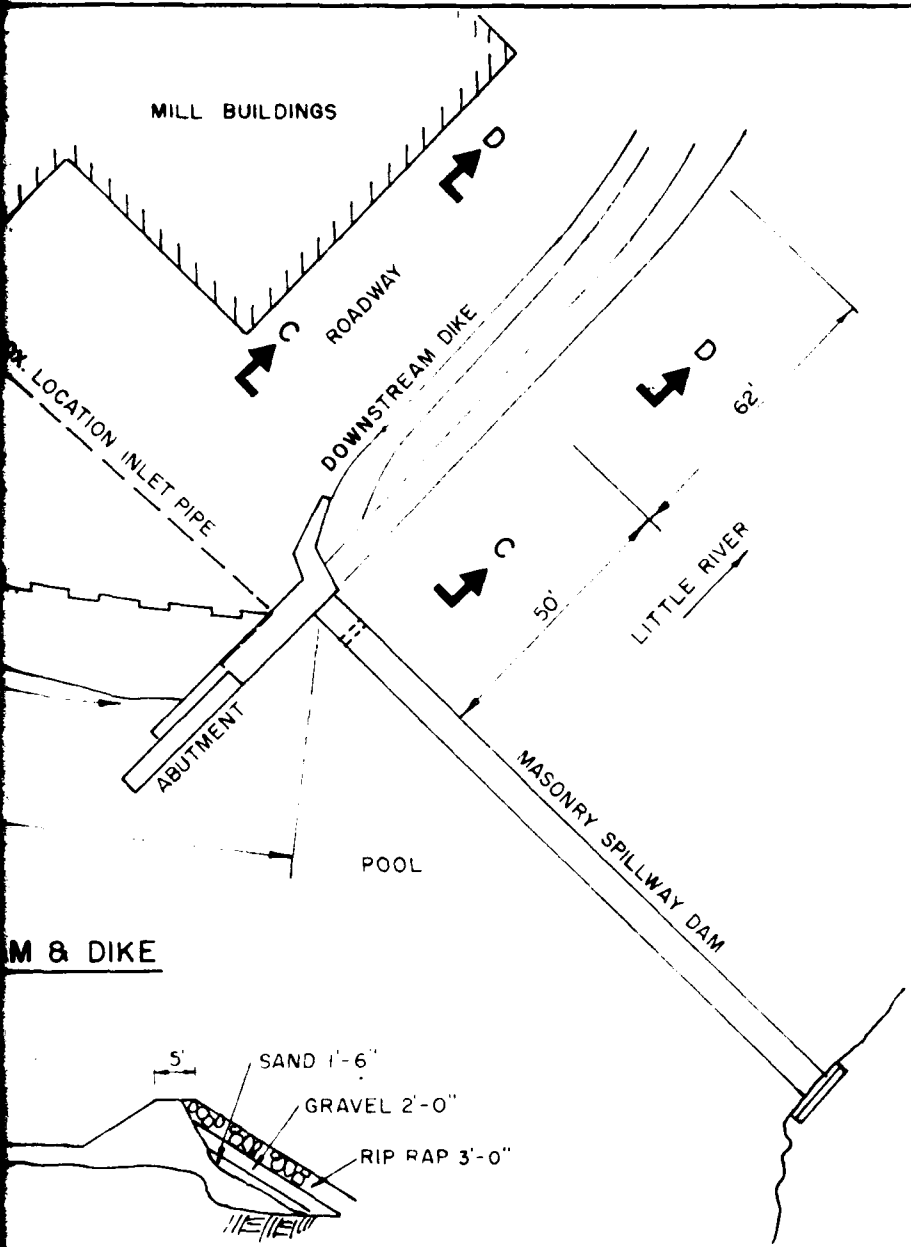 MILL BUILDINGS
D
ROADWAY
C
LOCATION INLET PIPE
DOWNSTREAM DIKE
D
62'
C
50'
LITTLE RIVER
ABUTMENT
MASONRY SPILLWAY DAM
POOL
M & DIKE
5'
SAND 1'-6"
GRAVEL 2'-0"
RIP RAP 3'-0"